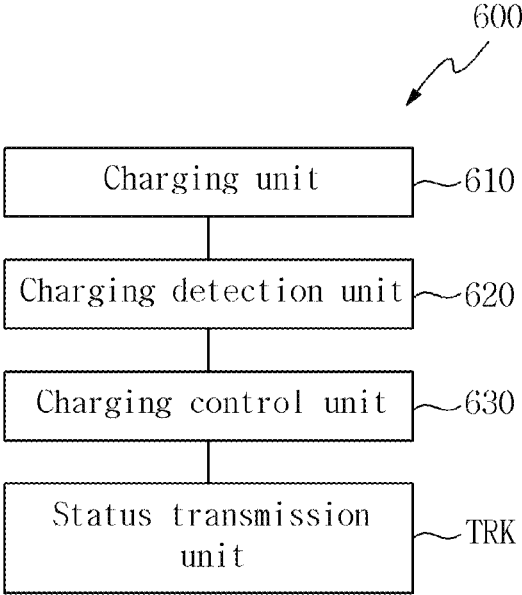 600
Charging unit
610
Charging detection unit
620
Charging control unit
630
Status transmission
unit
TRK